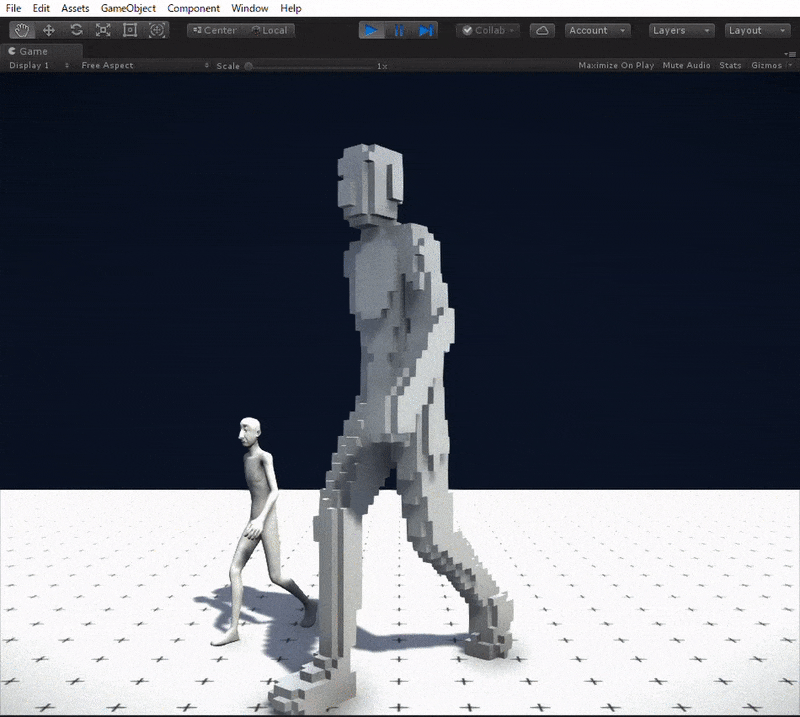 File Edit Assets GameObject Component Window Help
Center Local Collab Account Layers Layout
Game
Display 1 Free Aspect Scale 1x Maximize On Play Mute Audio Stats Gizmos